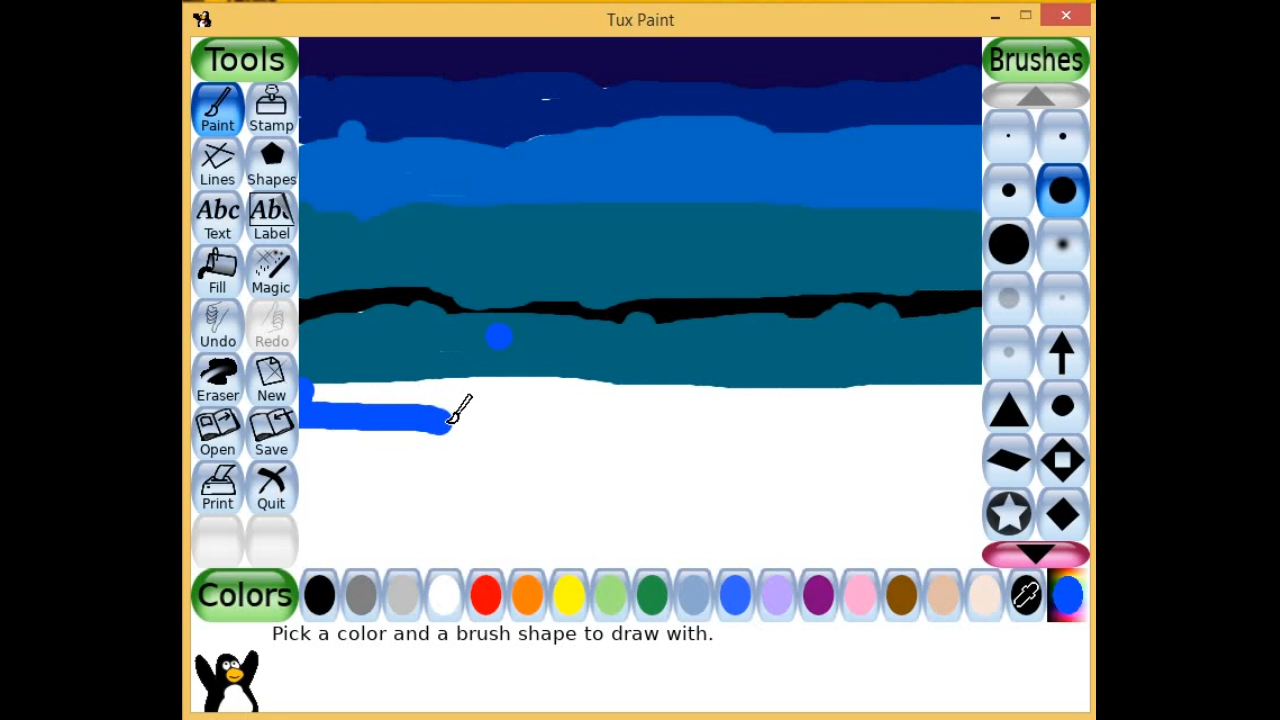 Tux Paint
Tools
Brushes
Paint
Stamp
Lines
Shapes
Abc
Text
Abc
Label
Fill
Magic
Undo
Redo
Eraser
New
Open
Save
Print
Quit
Colors
Pick a color and a brush shape to draw with.